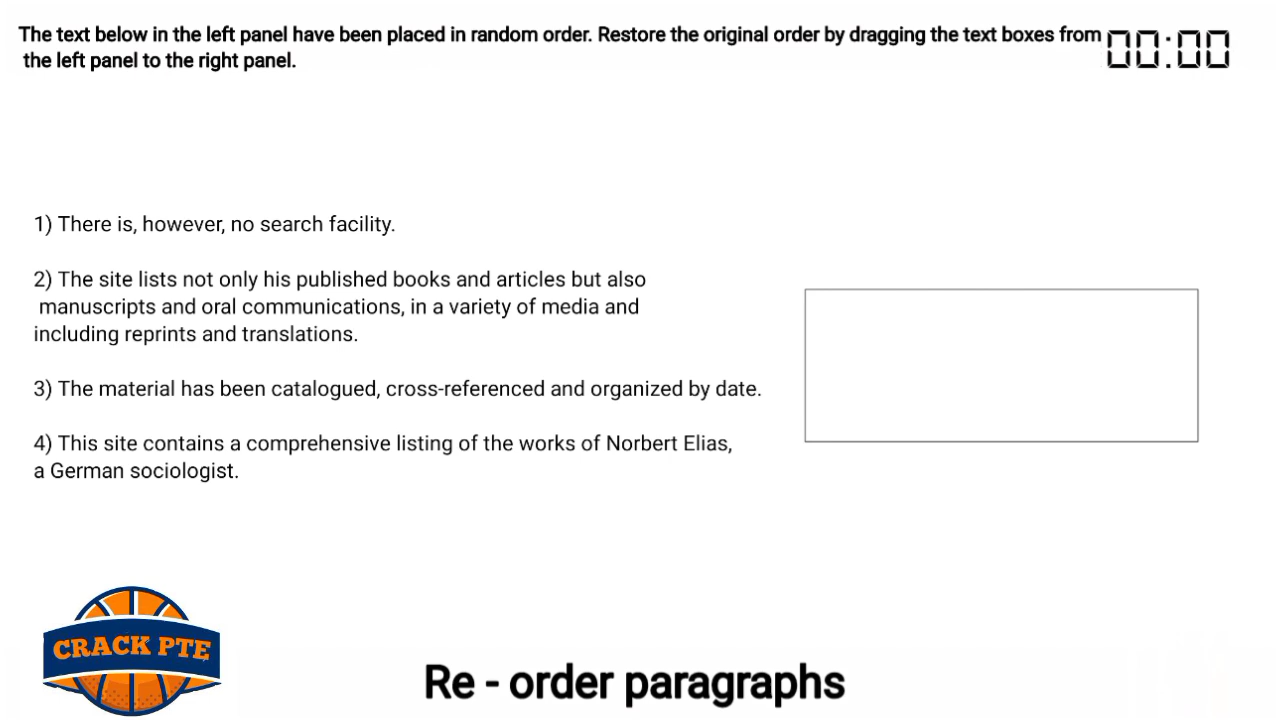 The text below in the left panel have been placed in random order. Restore the original order by dragging the text boxes from
the left panel to the right panel.
00:00
1) There is, however, no search facility.
2) The site lists not only his published books and articles but also
manuscripts and oral communications, in a variety of media and
including reprints and translations.
3) The material has been catalogued, cross-referenced and organized by date.
4) This site contains a comprehensive listing of the works of Norbert Elias,
a German sociologist.
CRACK PTE
Re - order paragraphs